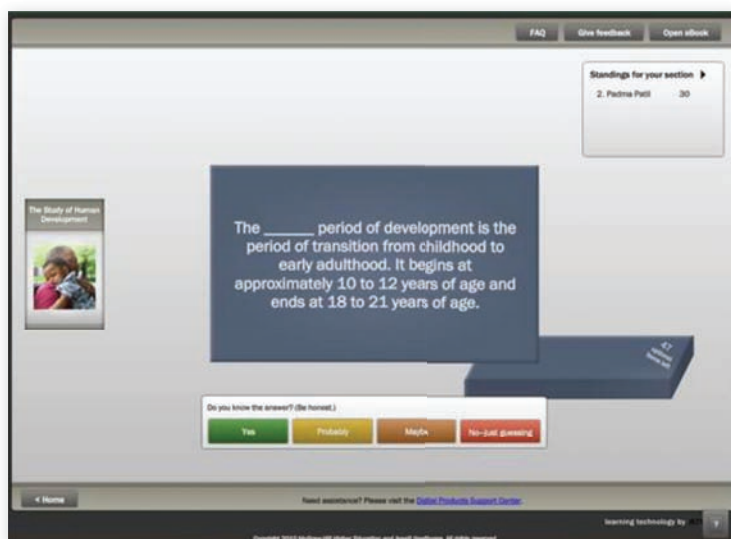 FAQ
Give feedback
Open eBook
Standings for your section
2. Padma Patil 30
The Study of Human
Development
The ______ period of development is the
period of transition from childhood to
early adulthood. It begins at
approximately 10 to 12 years of age and
ends at 18 to 21 years of age.
47
optional
items left
Do you know the answer? (Be honest.)
Yes
Probably
Maybe
No–just guessing
< Home
Need assistance? Please visit the Digital Products Support Center.
learning technology by
?